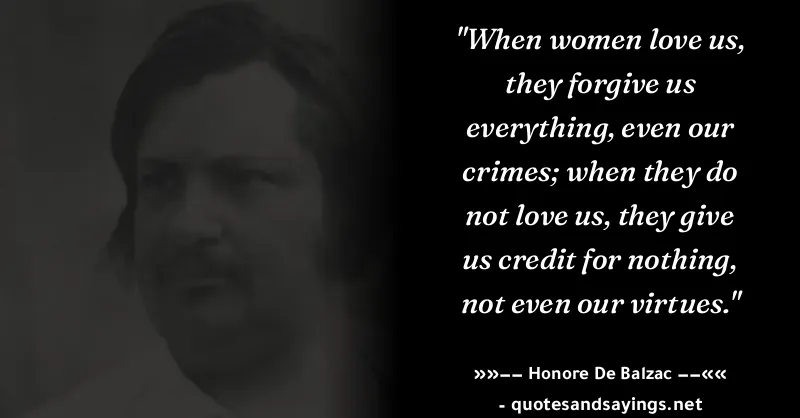 "When women love us,
they forgive us
everything, even our
crimes; when they do
not love us, they give
us credit for nothing,
not even our virtues."
»»–– Honore De Balzac ––««
- quotesandsayings.net